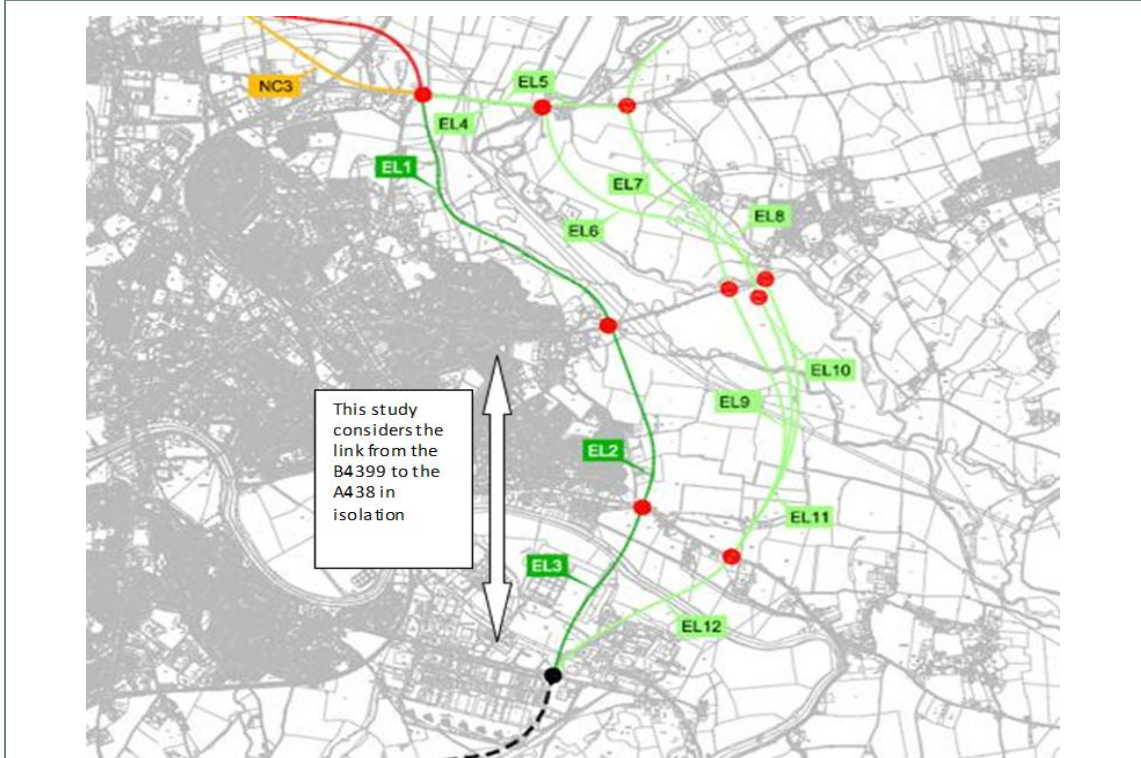 EL5
NC3
EL4
EL1
EL7
EL8
EL6
EL10
EL9
This study
considers the
link from the
B4399 to the
A438 in
isolation
EL2
EL11
EL3
EL12